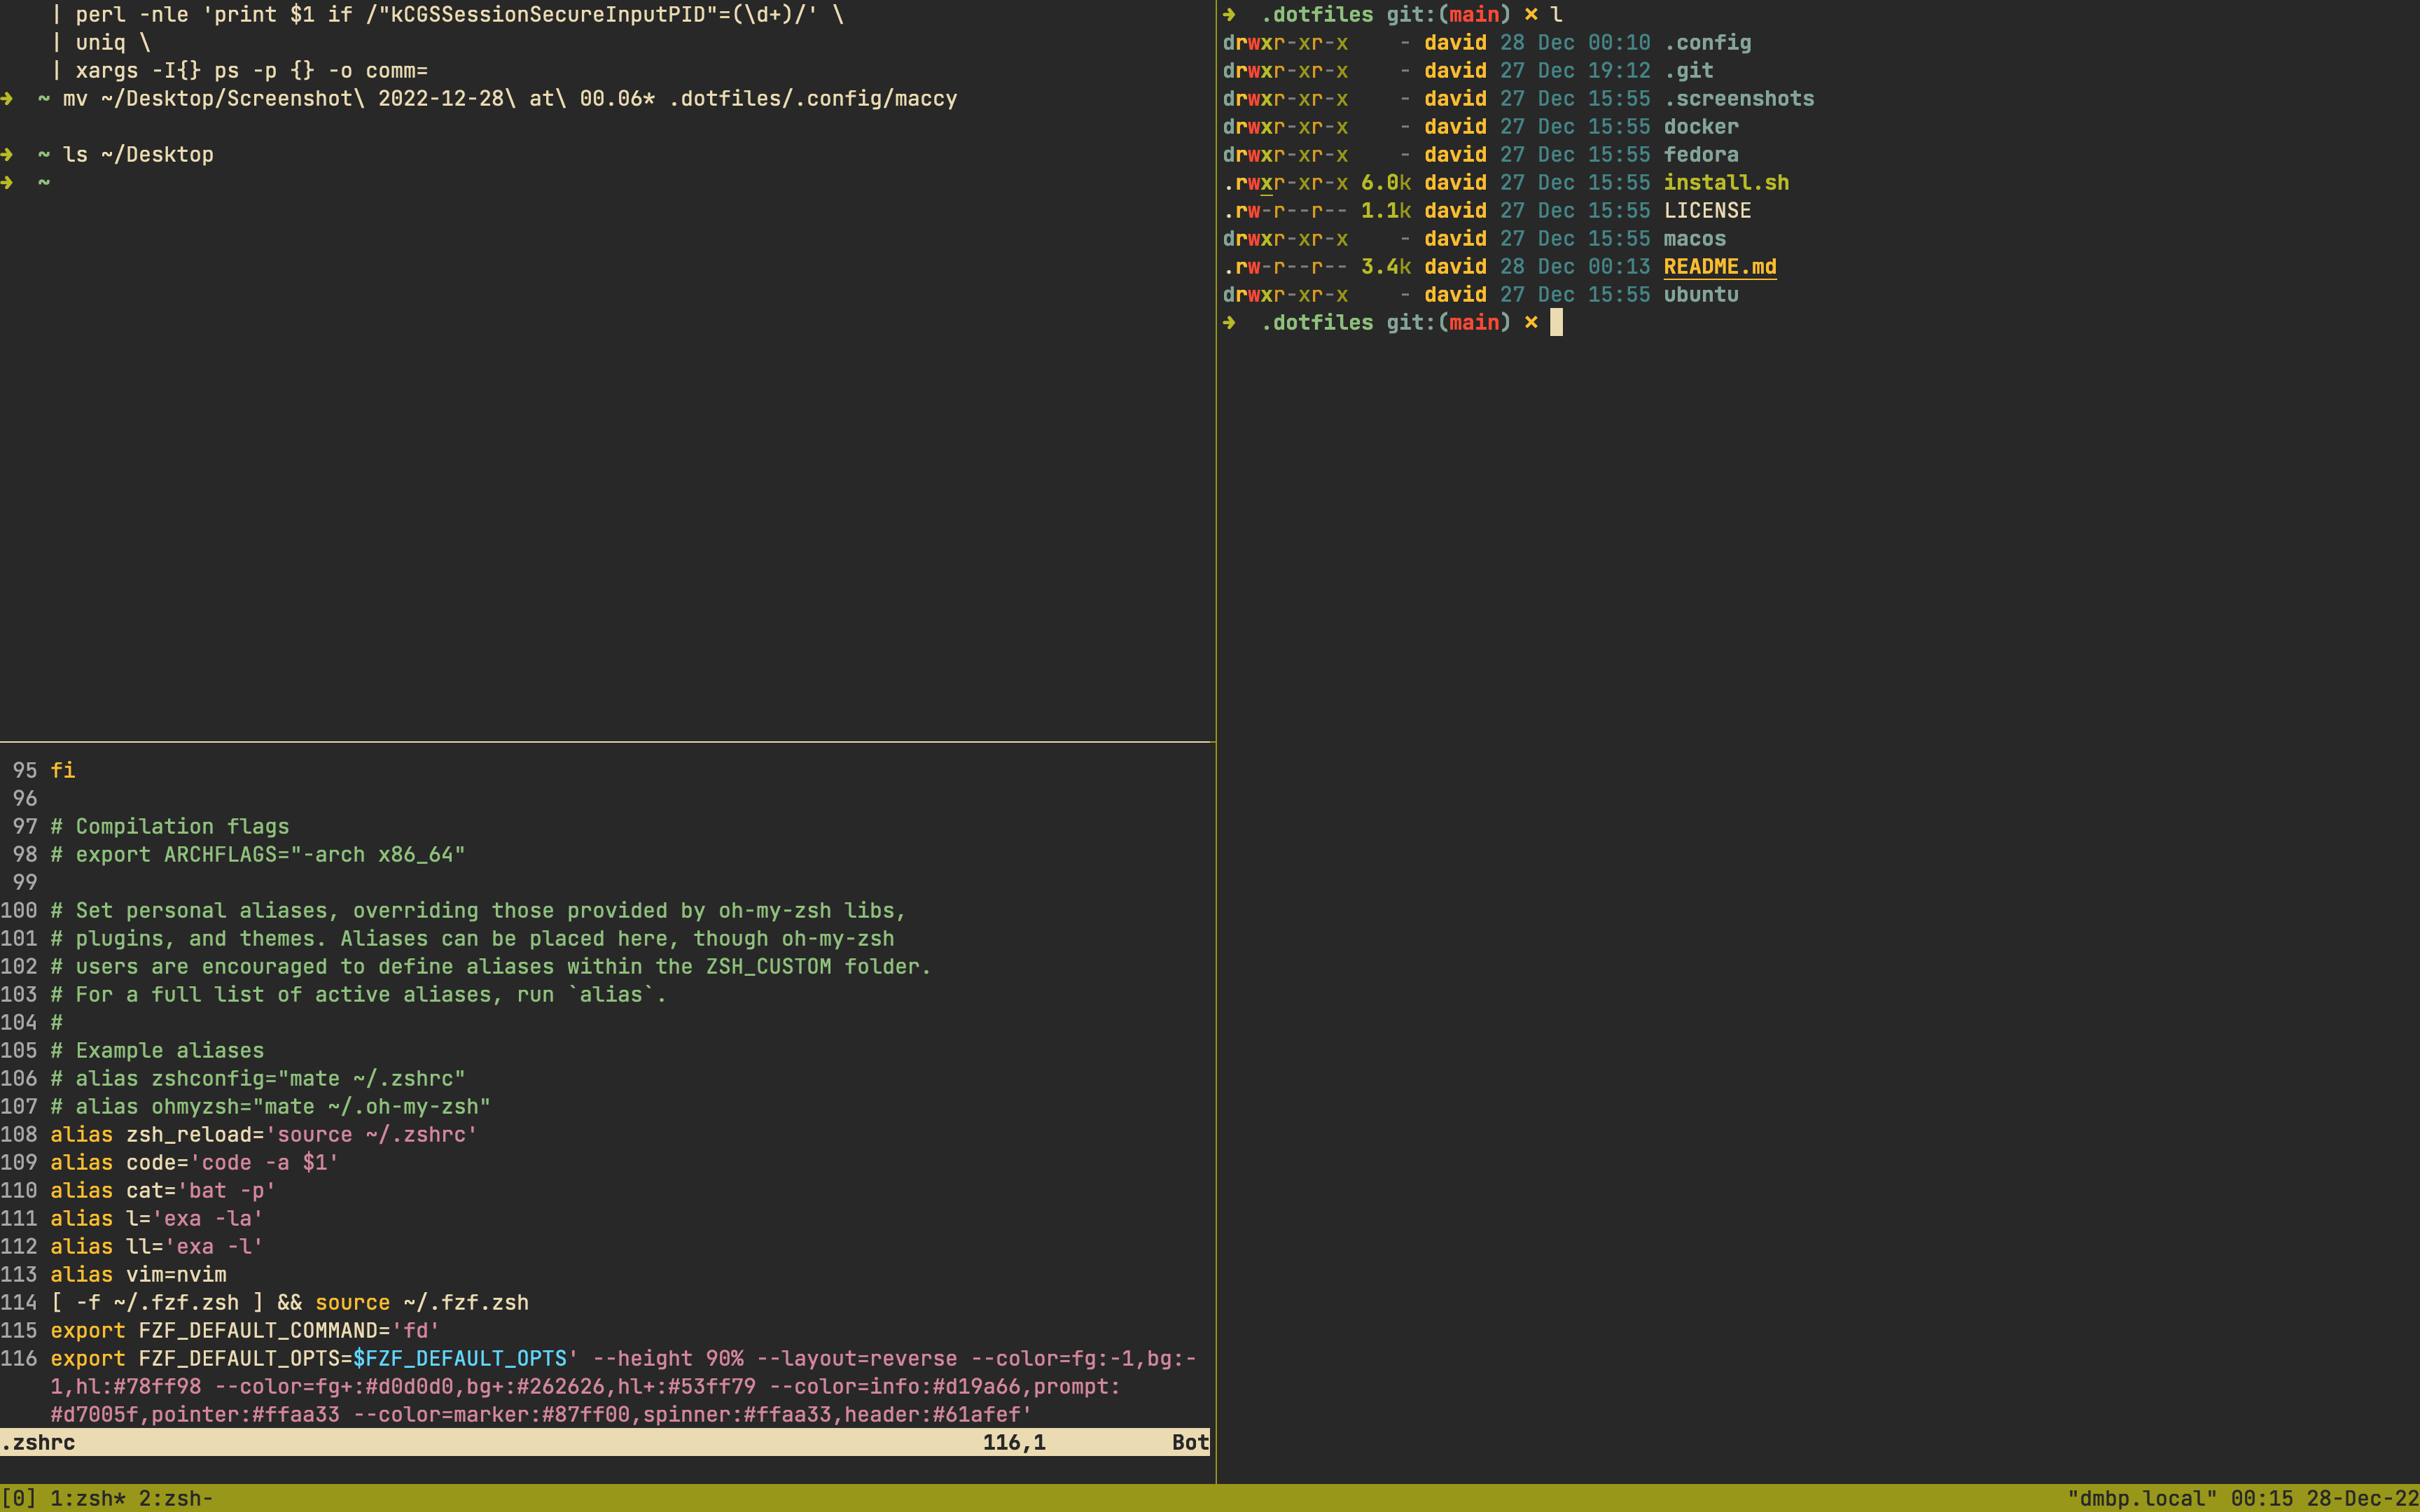 | perl -nle 'print $1 if /"kCGSSessionSecureInputPID"=(\d+)/' \
| uniq \
| xargs -I{} ps -p {} -o comm=
➜  ~ mv ~/Desktop/Screenshot\ 2022-12-28\ at\ 00.06* .dotfiles/.config/maccy
➜  ~ ls ~/Desktop
➜  ~
95 fi
96
97 # Compilation flags
98 # export ARCHFLAGS="-arch x86_64"
99
100 # Set personal aliases, overriding those provided by oh-my-zsh libs,
101 # plugins, and themes. Aliases can be placed here, though oh-my-zsh
102 # users are encouraged to define aliases within the ZSH_CUSTOM folder.
103 # For a full list of active aliases, run `alias`.
104 #
105 # Example aliases
106 # alias zshconfig="mate ~/.zshrc"
107 # alias ohmyzsh="mate ~/.oh-my-zsh"
108 alias zsh_reload='source ~/.zshrc'
109 alias code='code -a $1'
110 alias cat='bat -p'
111 alias l='exa -la'
112 alias ll='exa -l'
113 alias vim=nvim
114 [ -f ~/.fzf.zsh ] && source ~/.fzf.zsh
115 export FZF_DEFAULT_COMMAND='fd'
116 export FZF_DEFAULT_OPTS=$FZF_DEFAULT_OPTS' --height 90% --layout=reverse --color=fg:-1,bg:-
1,hl:#78ff98 --color=fg+:#d0d0d0,bg+:#262626,hl+:#53ff79 --color=info:#d19a66,prompt:
#d7005f,pointer:#ffaa33 --color=marker:#87ff00,spinner:#ffaa33,header:#61afef'
.zshrc 116,1 Bot
➜  .dotfiles git:(main) ✗ l
drwxr-xr-x    - david 28 Dec 00:10 .config
drwxr-xr-x    - david 27 Dec 19:12 .git
drwxr-xr-x    - david 27 Dec 15:55 .screenshots
drwxr-xr-x    - david 27 Dec 15:55 docker
drwxr-xr-x    - david 27 Dec 15:55 fedora
.rwxr-xr-x 6.0k david 27 Dec 15:55 install.sh
.rw-r--r-- 1.1k david 27 Dec 15:55 LICENSE
drwxr-xr-x    - david 27 Dec 15:55 macos
.rw-r--r-- 3.4k david 28 Dec 00:13 README.md
drwxr-xr-x    - david 27 Dec 15:55 ubuntu
➜  .dotfiles git:(main) ✗
[0] 1:zsh* 2:zsh- "dmbp.local" 00:15 28-Dec-22